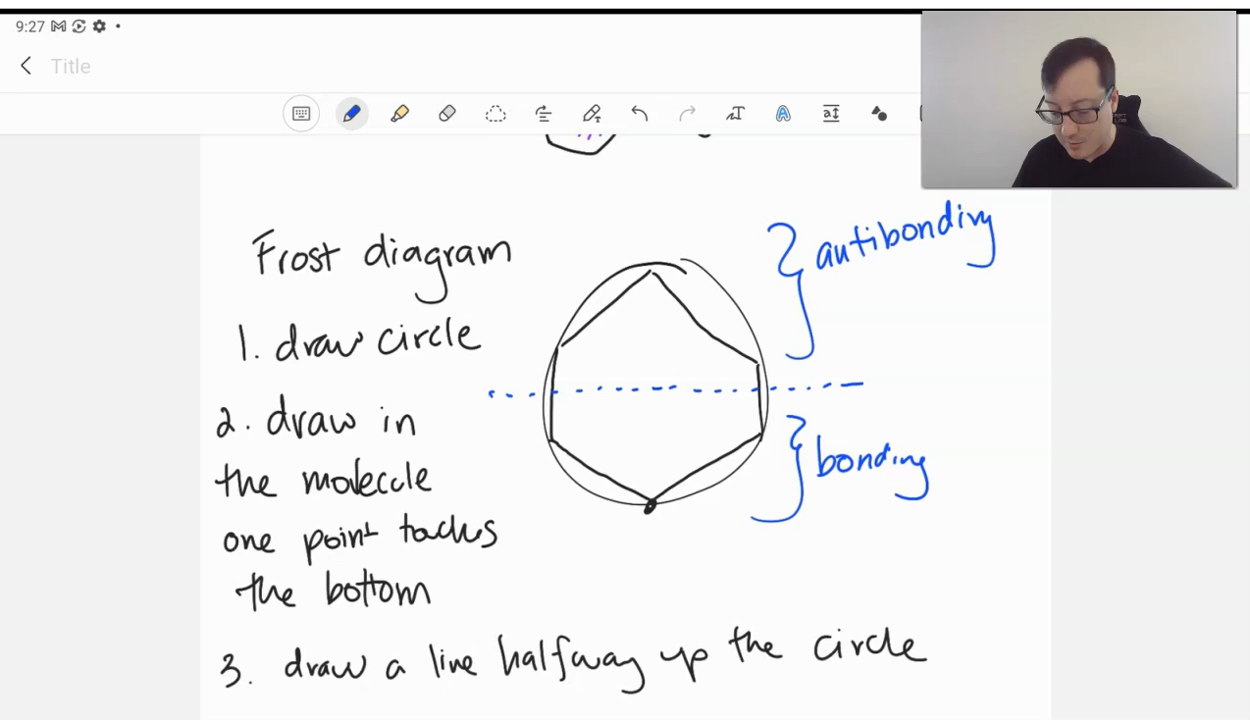 9:27
Title
Frost diagram
1. draw circle
2. draw in
the molecule
one point touches
the bottom
3. draw a line halfway up the circle
antibonding
bonding